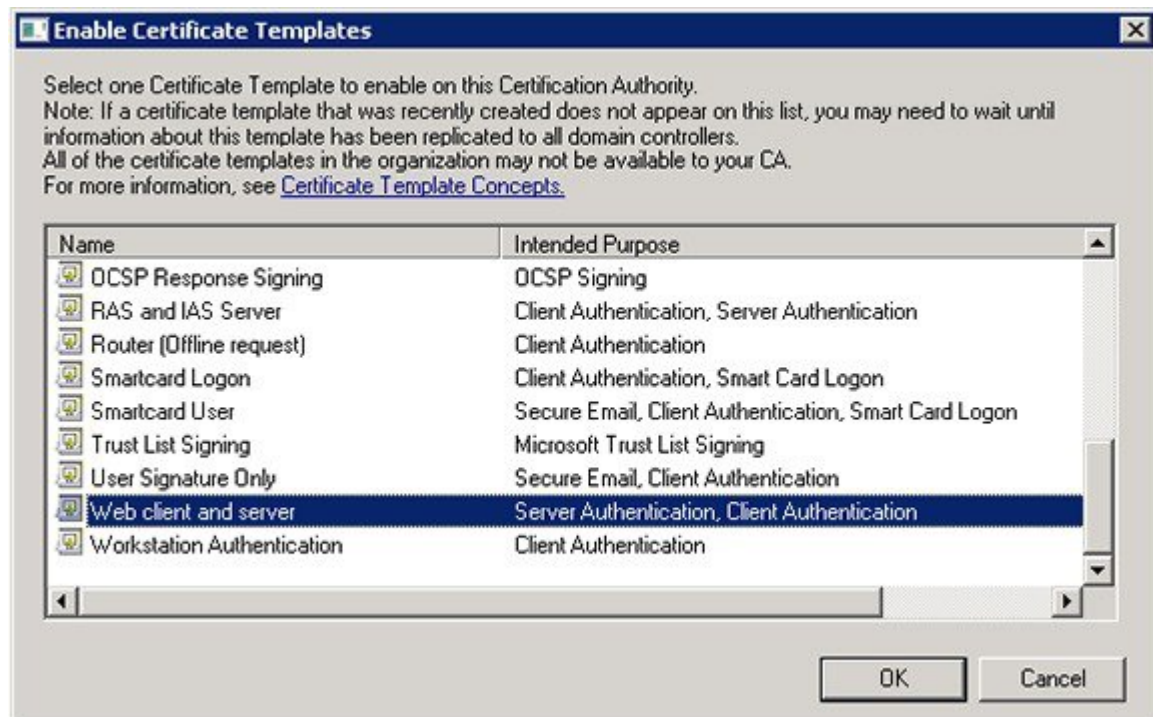 Enable Certificate Templates
Select one Certificate Template to enable on this Certification Authority.
Note: If a certificate template that was recently created does not appear on this list, you may need to wait until
information about this template has been replicated to all domain controllers.
All of the certificate templates in the organization may not be available to your CA.
For more information, see Certificate Template Concepts.
Name Intended Purpose
OCSP Response Signing OCSP Signing
RAS and IAS Server Client Authentication, Server Authentication
Router (Offline request) Client Authentication
Smartcard Logon Client Authentication, Smart Card Logon
Smartcard User Secure Email, Client Authentication, Smart Card Logon
Trust List Signing Microsoft Trust List Signing
User Signature Only Secure Email, Client Authentication
Web client and server Server Authentication, Client Authentication
Workstation Authentication Client Authentication
OK Cancel